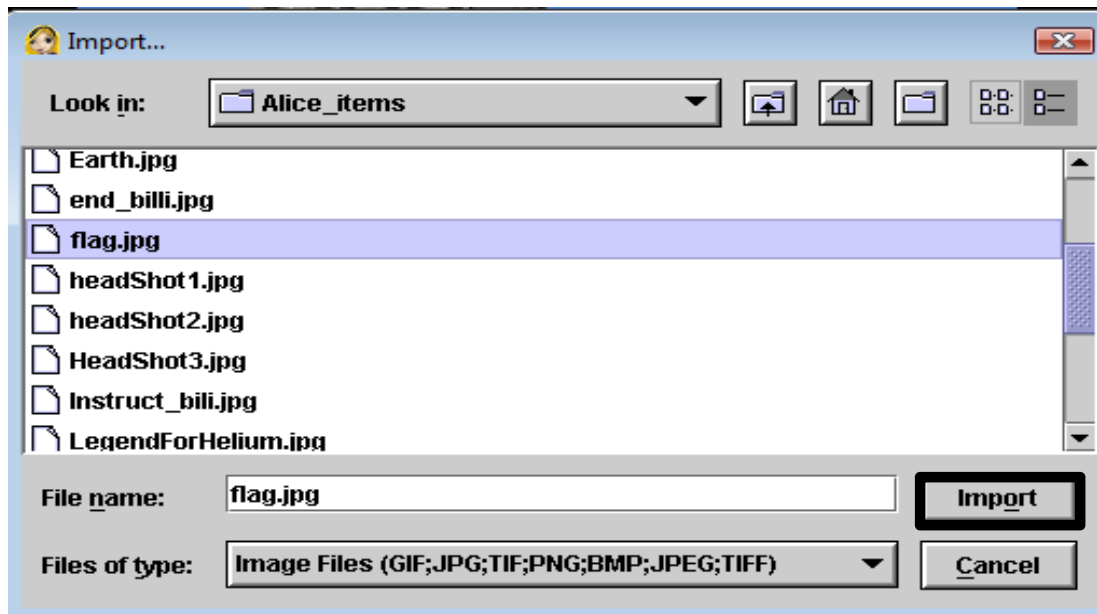 Import...
Look in: Alice_items
Earth.jpg
end_billi.jpg
flag.jpg
headShot1.jpg
headShot2.jpg
HeadShot3.jpg
Instruct_bili.jpg
LegendForHelium.jpg
File name: flag.jpg Import
Files of type: Image Files (GIF;JPG;TIF;PNG;BMP;JPEG;TIFF) Cancel